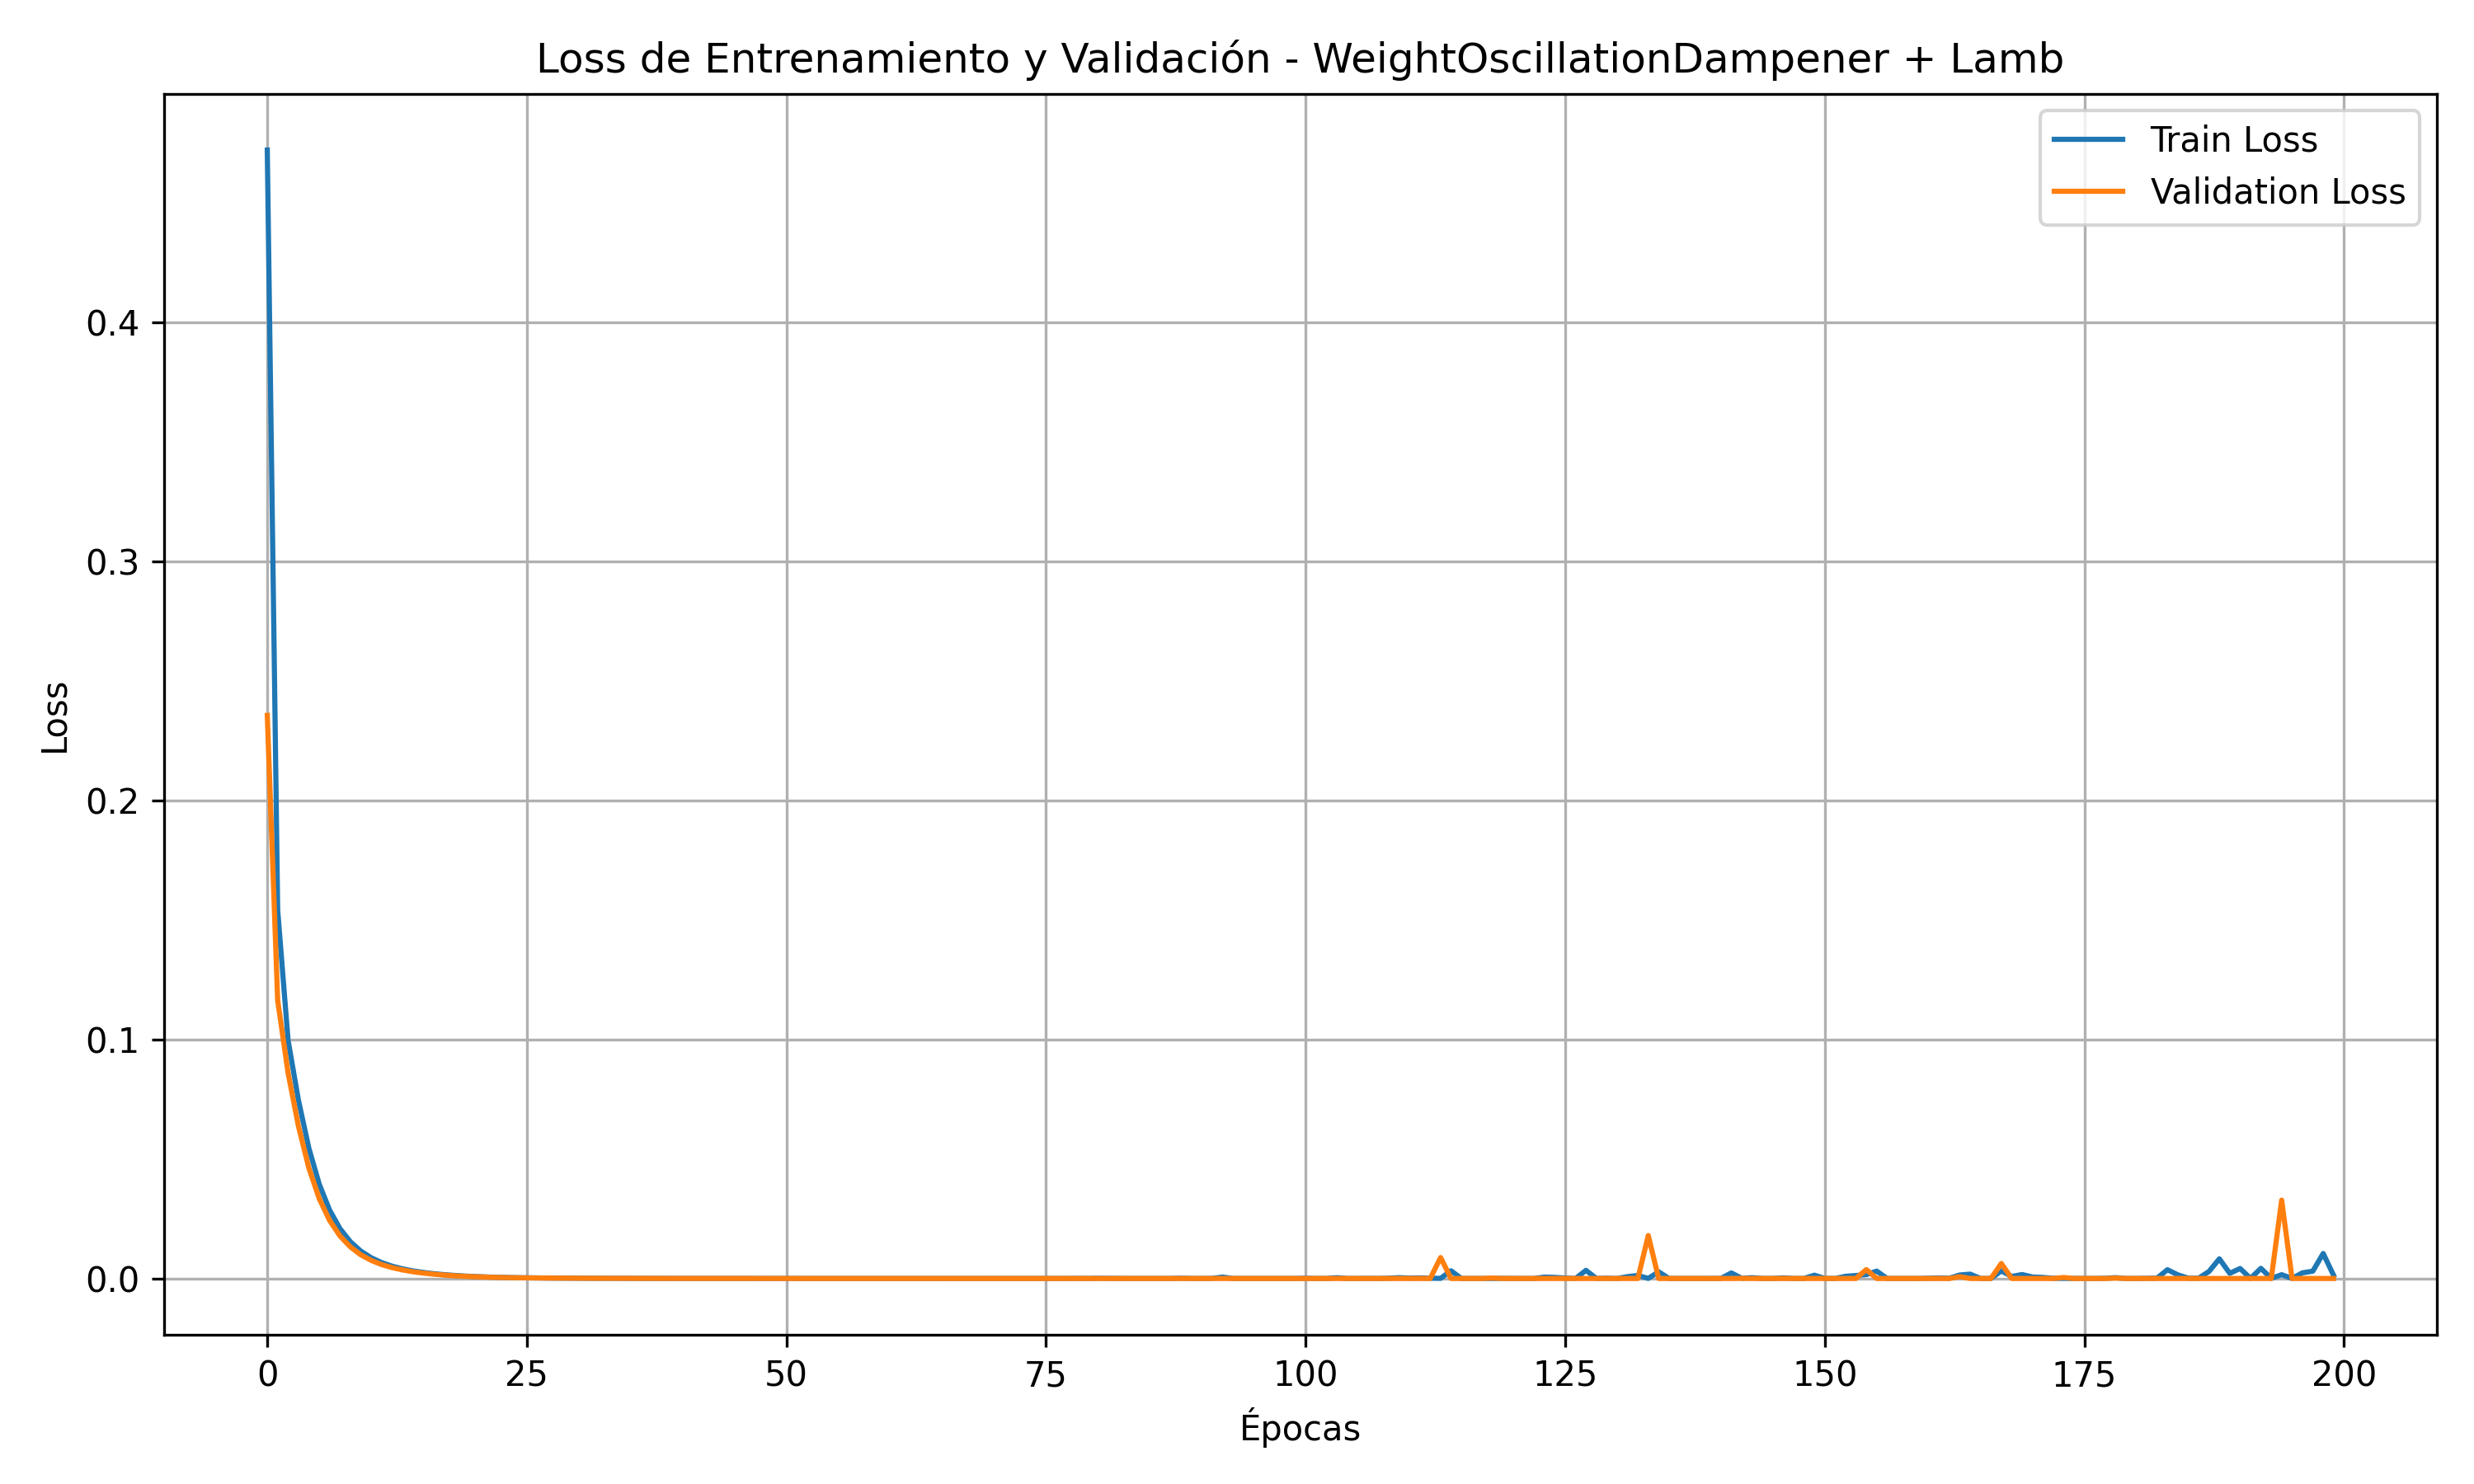 Loss de Entrenamiento y Validación - WeightOscillationDampener + Lamb
Train Loss
Validation Loss
Loss
0.4
0.3
0.2
0.1
0.0
0 25 50 75 100 125 150 175 200
Épocas